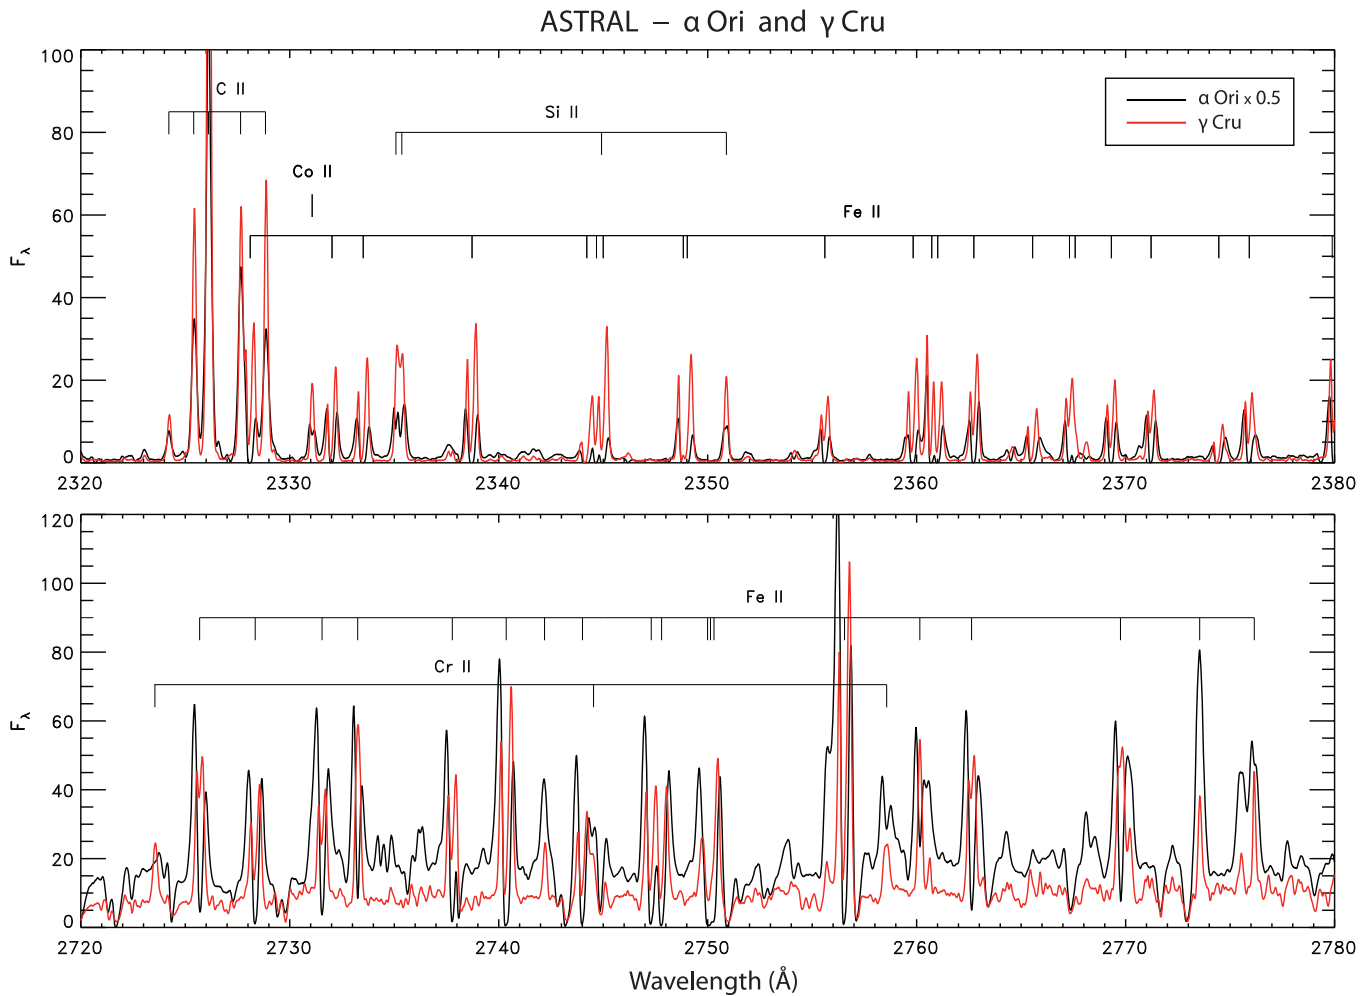 ASTRAL – α Ori and γ Cru
100
80
60
40
20
0
F λ
C II
Co II
Si II
Fe II
α Ori x 0.5
γ Cru
2320 2330 2340 2350 2360 2370 2380
120
100
80
60
40
20
0
F λ
Fe II
Cr II
2720 2730 2740 2750 2760 2770 2780
Wavelength (Å)